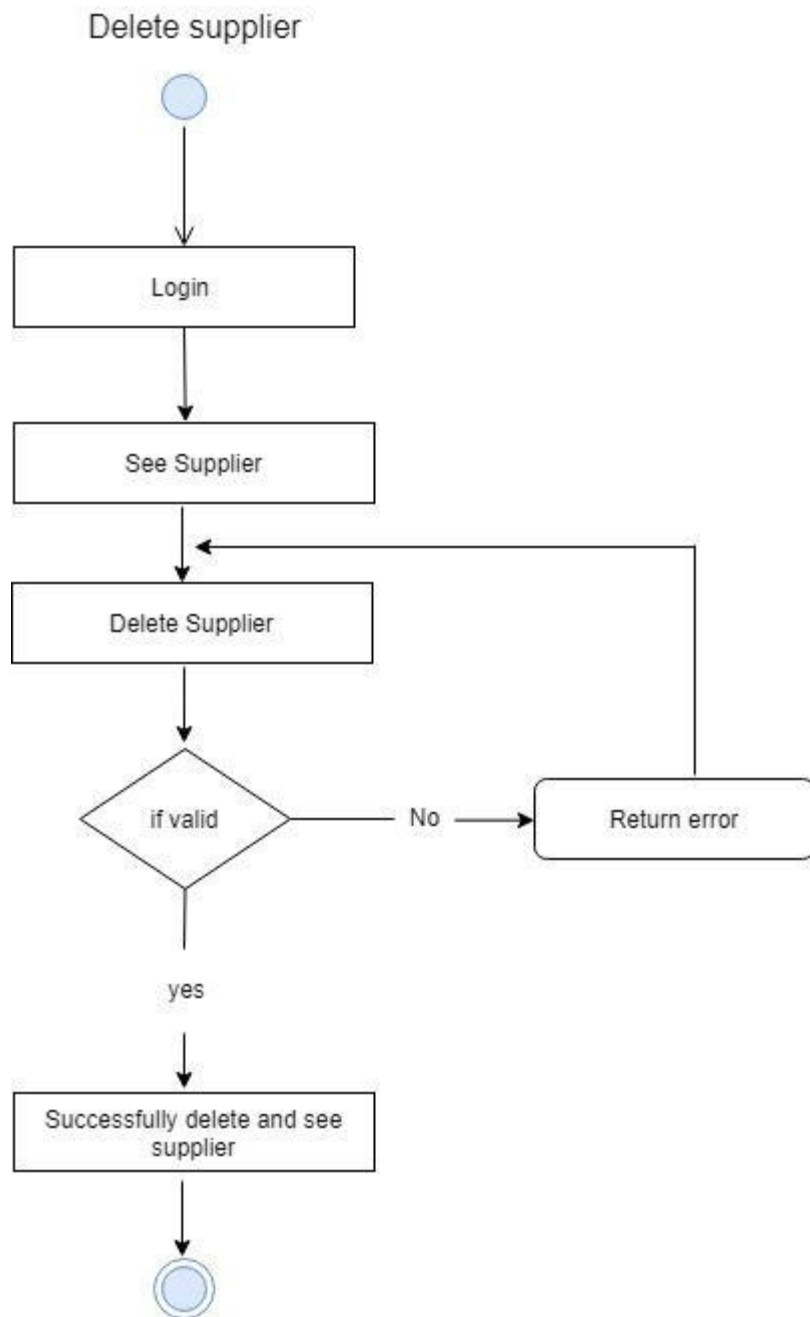 Delete supplier
Login
See Supplier
Delete Supplier
if valid
No
Return error
yes
Successfully delete and see
supplier